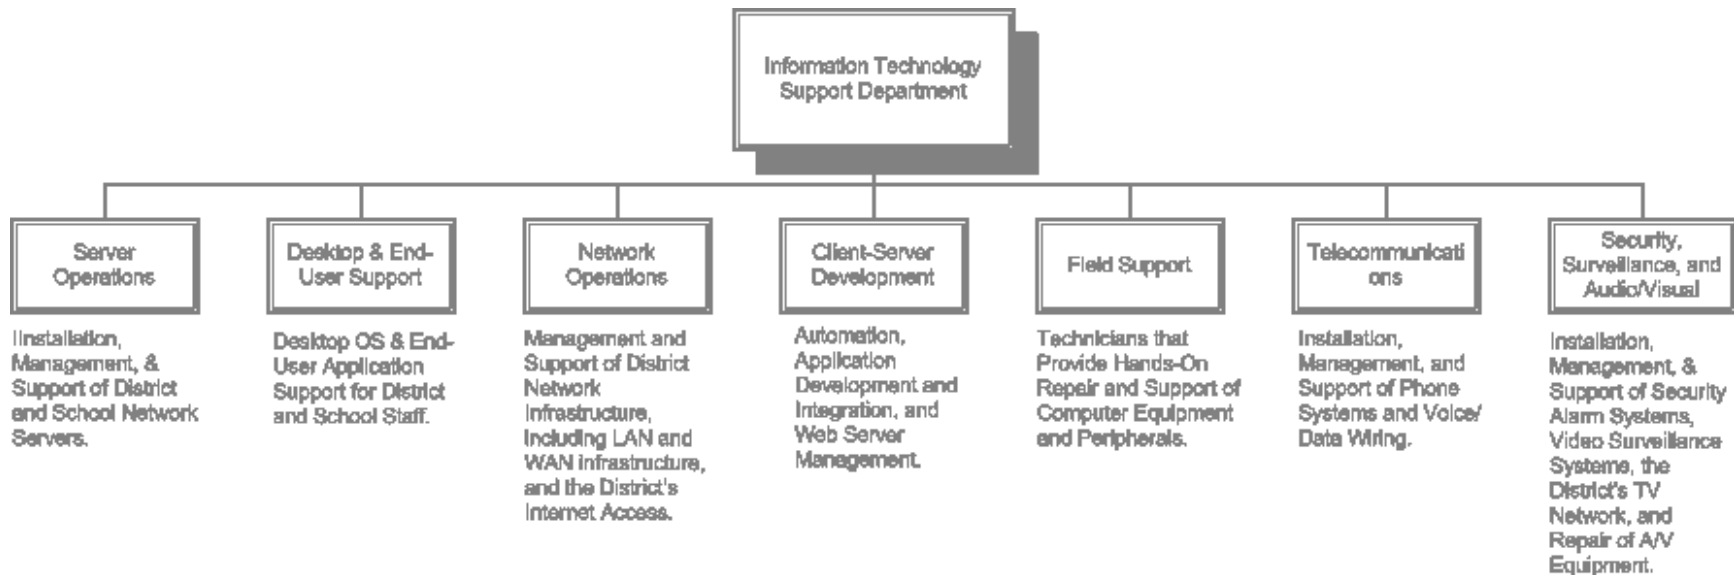 Information Technology
Support Department
Server
Operations
Desktop & End-
User Support
Network
Operations
Client-Server
Development
Field Support
Telecommunicati
ons
Security,
Surveillance, and
Audio/Visual
Iinstallation,
Management, &
Support of District
and School Network
Servers.
Desktop OS & End-
User Application
Support for District
and School Staff.
Management and
Support of District
Network
Infrastructure,
Including LAN and
WAN infrastructure,
and the District's
Internet Access.
Automation,
Application
Development and
Integration, and
Web Server
Management.
Technicians that
Provide Hands-On
Repair and Support of
Computer Equipment
and Peripherals.
Installation,
Management, and
Support of Phone
Systems and Voice/
Data Wiring.
Installation,
Management, &
Support of Security
Alarm Systems,
Video Surveillance
Systems, the
District's TV
Network, and
Repair of A/V
Equipment.